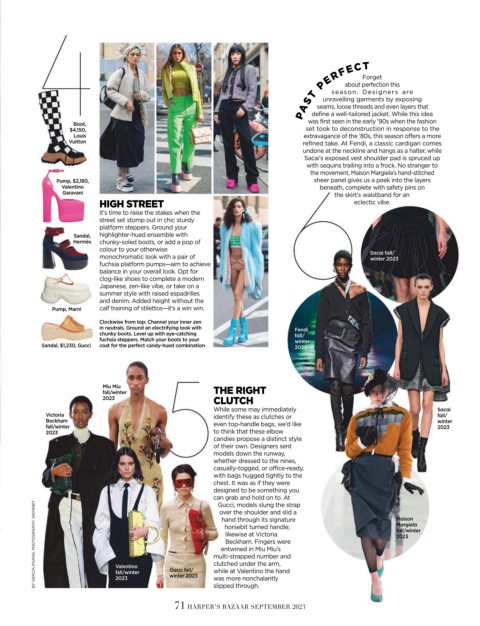 4
Boot,
$4,150,
Louis
Vuitton
Pump, $2,180,
Valentino
Garavani
Sandal,
Hermès
Pump, Marni
Sandal, $1,230, Gucci
HIGH STREET
It's time to raise the stakes when the
street set stomp out in chic sturdy
platform steppers. Ground your
highlighter-hued ensemble with
chunky-soled boots, or add a pop of
colour to your otherwise
monochromatic look with a pair of
fuchsia platform pumps—aim to achieve
balance in your overall look. Opt for
clog-like shoes to complete a modern
Japanese, zen-like vibe, or take on a
summer style with raised espadrilles
and denim. Added height without the
calf training of stilettos—it's a win win.
Clockwise from top: Channel your inner zen
in neutrals. Ground an electrifying look with
chunky boots. Level up with eye-catching
fuchsia steppers. Match your boots to your
coat for the perfect candy-hued combination
PAST PERFECT
Forget
about perfection this
season. Designers are
unravelling garments by exposing
seams, loose threads and even layers that
define a well-tailored jacket. While this idea
was first seen in the early '90s when the fashion
set took to deconstruction in response to the
extravagance of the '80s, this season offers a more
refined take. At Fendi, a classic cardigan comes
undone at the neckline and hangs as a halter, while
Sacai's exposed vest shoulder pad is spruced up
with sequins trailing into a frock. No stranger to
the movement, Maison Margiela's hand-stitched
sheer panel gives us a peek into the layers
beneath, complete with safety pins on
the skirt's waistband for an
eclectic vibe.
6
Sacai fall/
winter 2023
Fendi
fall/
winter
2023
Sacai
fall/
winter
2023
Maison
Margiela
fall/winter
2023
5
Miu Miu
fall/winter
2023
Victoria
Beckham
fall/winter
2023
Valentino
fall/winter
2023
Gucci fall/
winter 2023
THE RIGHT
CLUTCH
While some may immediately
identify these as clutches or
even top-handle bags, we'd like
to think that these elbow
candies propose a distinct style
of their own. Designers sent
models down the runway,
whether dressed to the nines,
casually-togged, or office-ready,
with bags hugged tightly to the
chest. It was as if they were
designed to be something you
can grab and hold on to. At
Gucci, models slung the strap
over the shoulder and slid a
hand through its signature
horsebit turned handle;
likewise at Victoria
Beckham. Fingers were
entwined in Miu Miu's
multi-strapped number and
clutched under the arm,
while at Valentino the hand
was more nonchalantly
slipped through.
71 HARPER'S BAZAAR SEPTEMBER 2023